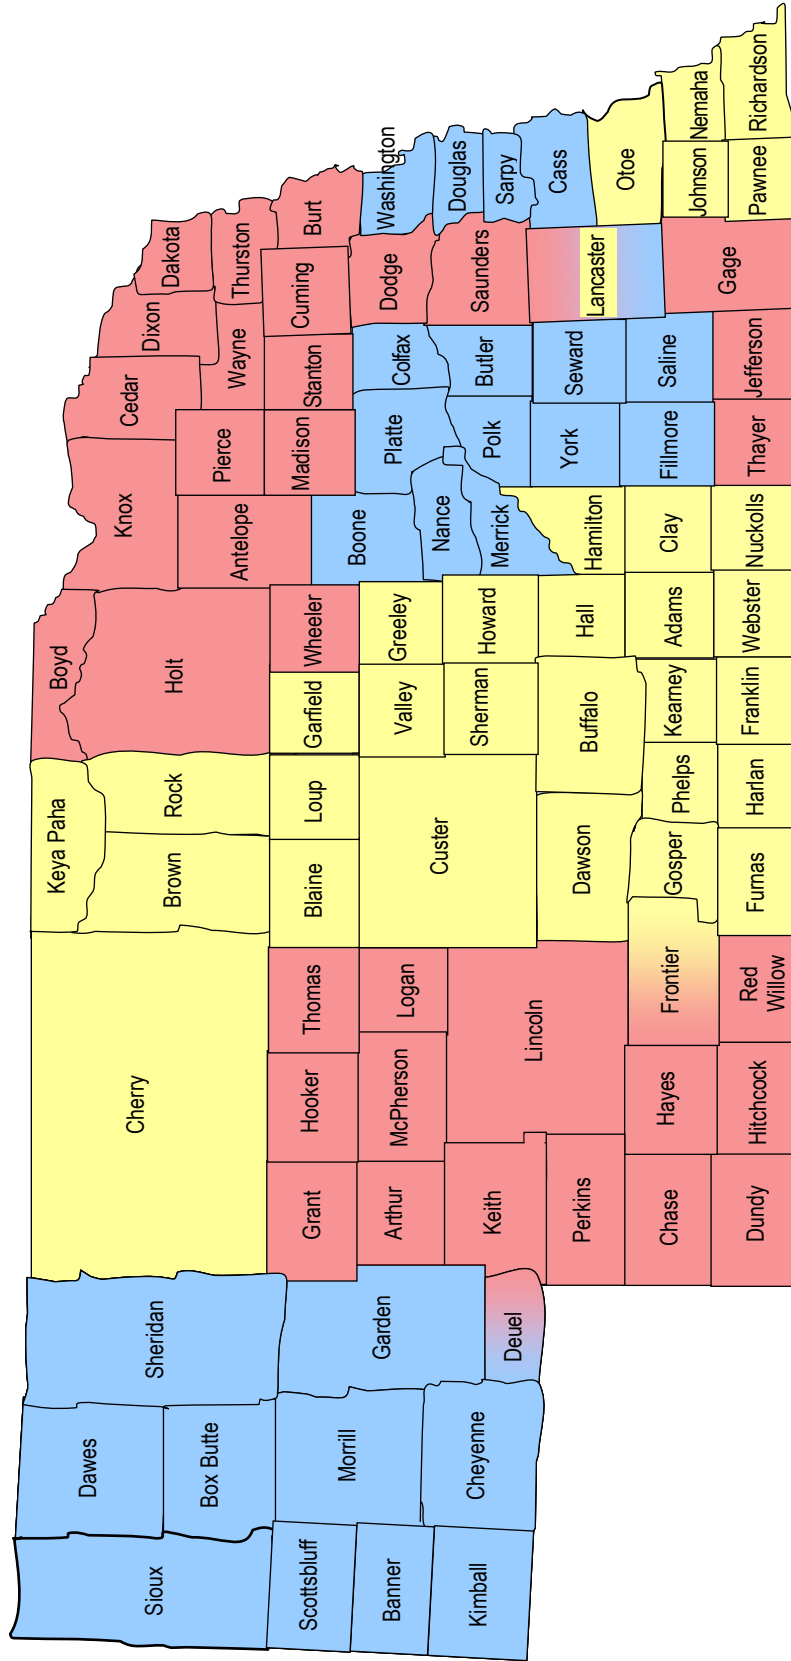 Keya Paha
Boyd
Dawes
Knox
Cedar
Cherry
Sioux
Sheridan
Dixon
Dakota
Brown
Rock
Holt
Box Butte
Pierce
Antelope
Wayne
Thurston
Scottsbluff
Grant
Hooker
Thomas
Blaine
Loup
Garfield
Wheeler
Madison
Stanton
Cuming
Burt
Morrill
Boone
Garden
Banner
Arthur
McPherson
Logan
Valley
Greeley
Platte
Colfax
Dodge
Washington
Custer
Nance
Douglas
Cheyenne
Kimball
Keith
Sherman
Howard
Merrick
Polk
Butler
Saunders
Sarpy
Deuel
Lincoln
Cass
Perkins
Dawson
Buffalo
Hall
Hamilton
York
Seward
Lancaster
Otoe
Chase
Hayes
Frontier
Gosper
Phelps
Kearney
Adams
Clay
Fillmore
Saline
Johnson
Nemaha
Dundy
Hitchcock
Red
Willow
Furnas
Harlan
Franklin
Webster
Nuckolls
Thayer
Jefferson
Gage
Pawnee
Richardson